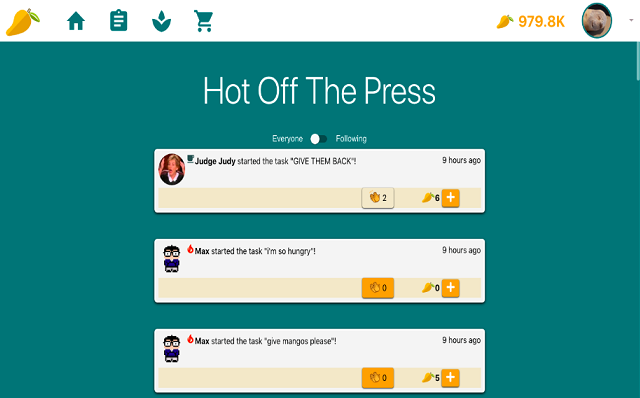 979.8K
Hot Off The Press
Everyone Following
Judge Judy started the task "GIVE THEM BACK"! 9 hours ago
2 6 +
Max started the task "i'm so hungry"! 9 hours ago
0 0 +
Max started the task "give mangos please"! 9 hours ago
0 5 +